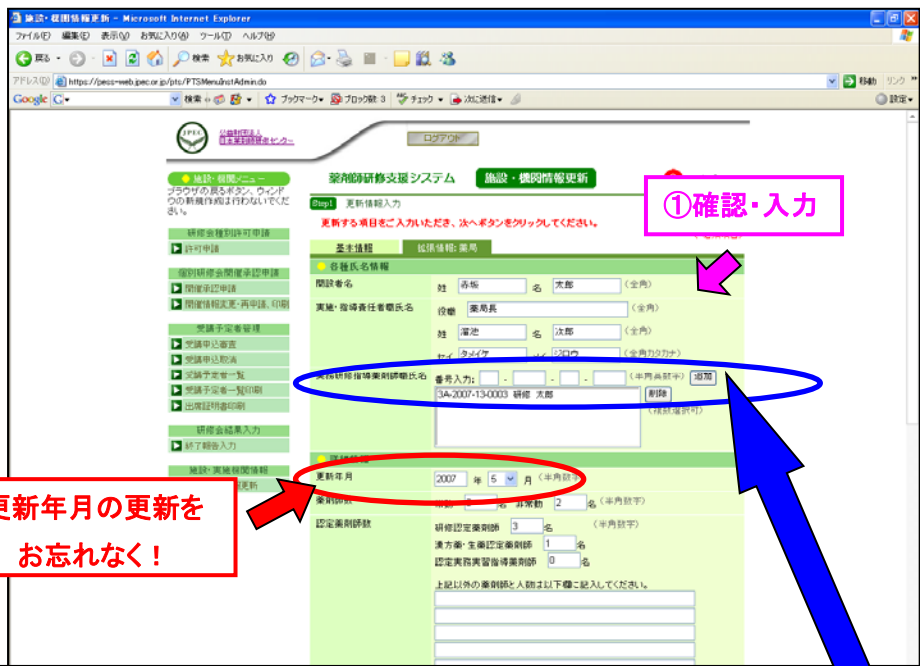 施設・機関情報更新 - Microsoft Internet Explorer
ファイル(F) 編集(E) 表示(V) お気に入り(A) ツール(T) ヘルプ(H)
戻る 検索 お気に入り
アドレス(D) https://pess-web.jpec.or.jp/pts/PTSMenuInstAdmin.do 移動 リンク »
Google G 検索 ブックマーク ブロック数: 3 チェック 次に送信 設定
JPEC
公益財団法人
日本薬剤師研修センター
ログアウト
施設・機関メニュー
ブラウザの戻るボタン、ウィンドウの新規作成は行わないでください。
研修会種別許可申請
許可申請
個別研修会開催承認申請
開催承認申請
開催情報変更・再申請、印刷
受講予定者管理
受講申込審査
受講申込取消
受講予定者一覧
受講予定者一覧印刷
出席証明書印刷
研修会結果入力
終了報告入力
施設・実施機関情報
更新
薬剤師研修支援システム 施設・機関情報更新
Step1 更新情報入力
更新する項目をご入力いただき、次へボタンをクリックしてください。
①確認・入力
基本情報 拡張情報:薬局
各種氏名情報
開設者名 姓 赤坂 名 太郎 (全角)
実施・指導責任者職氏名 役職 薬局長 (全角)
姓 溜池 名 次郎 (全角)
セイ タメイケ メイ ジロウ (全角カタカナ)
実務研修指導薬剤師職氏名 番号入力: - - - (半角英数字) 追加
3A-2007-13-0003 研修 太郎 削除
(複数選択可)
詳細情報
更新年月 2007 年 5 月 (半角数字)
薬剤師数 常勤 名 非常勤 2 名 (半角数字)
認定薬剤師数 研修認定薬剤師 3 名 (半角数字)
漢方薬・生薬認定薬剤師 1 名
認定実務実習指導薬剤師 0 名
上記以外の薬剤師と人数は以下欄に記入してください。
更新年月の更新を
お忘れなく！